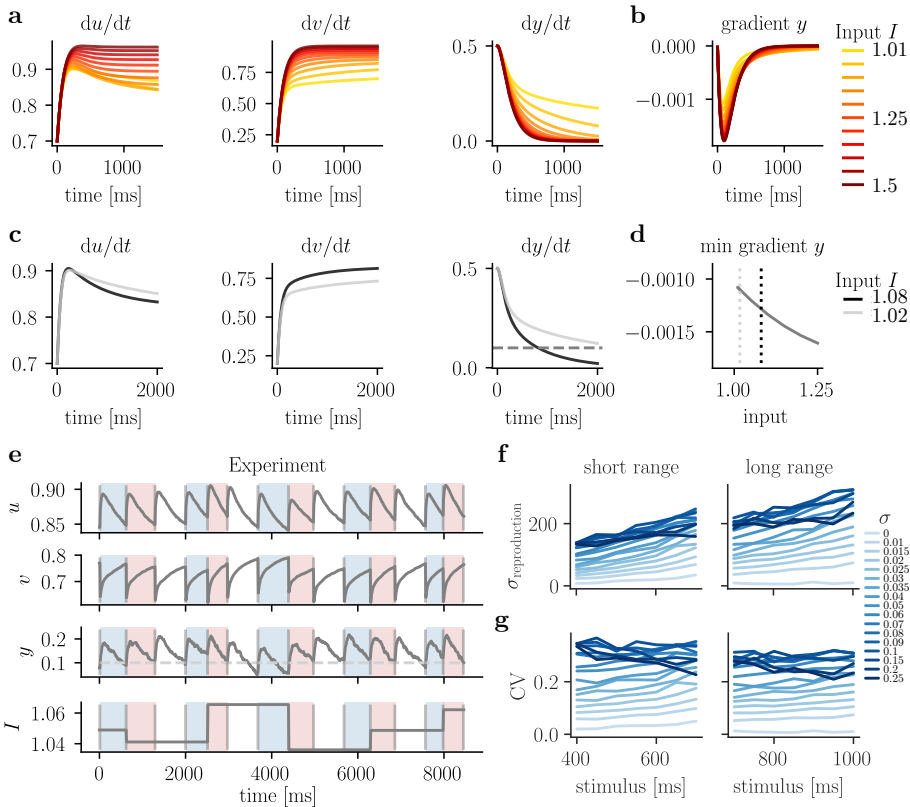 a
du/dt
dv/dt
dy/dt
b
gradient y
Input I
0.9
0.8
0.7
0
1000
time [ms]
0.75
0.50
0.25
0
1000
time [ms]
0.5
0.0
0
1000
time [ms]
0.000
−0.001
0
1000
time [ms]
1.01
1.25
1.5
c
du/dt
dv/dt
dy/dt
d
min gradient y
Input I
0.9
0.8
0.7
0
2000
time [ms]
0.75
0.50
0.25
0
2000
time [ms]
0.5
0.0
0
2000
time [ms]
−0.0010
−0.0015
1.00
1.25
input
1.08
1.02
e
Experiment
u
0.90
0.85
v
0.8
0.7
y
0.2
0.1
I
1.06
1.04
0
2000
4000
6000
8000
time [ms]
f
short range
long range
σreproduction
200
0
g
CV
0.2
0.0
400
600
stimulus [ms]
800
1000
stimulus [ms]
σ
0
0.01
0.015
0.02
0.025
0.03
0.035
0.04
0.05
0.06
0.07
0.08
0.09
0.1
0.15
0.2
0.25